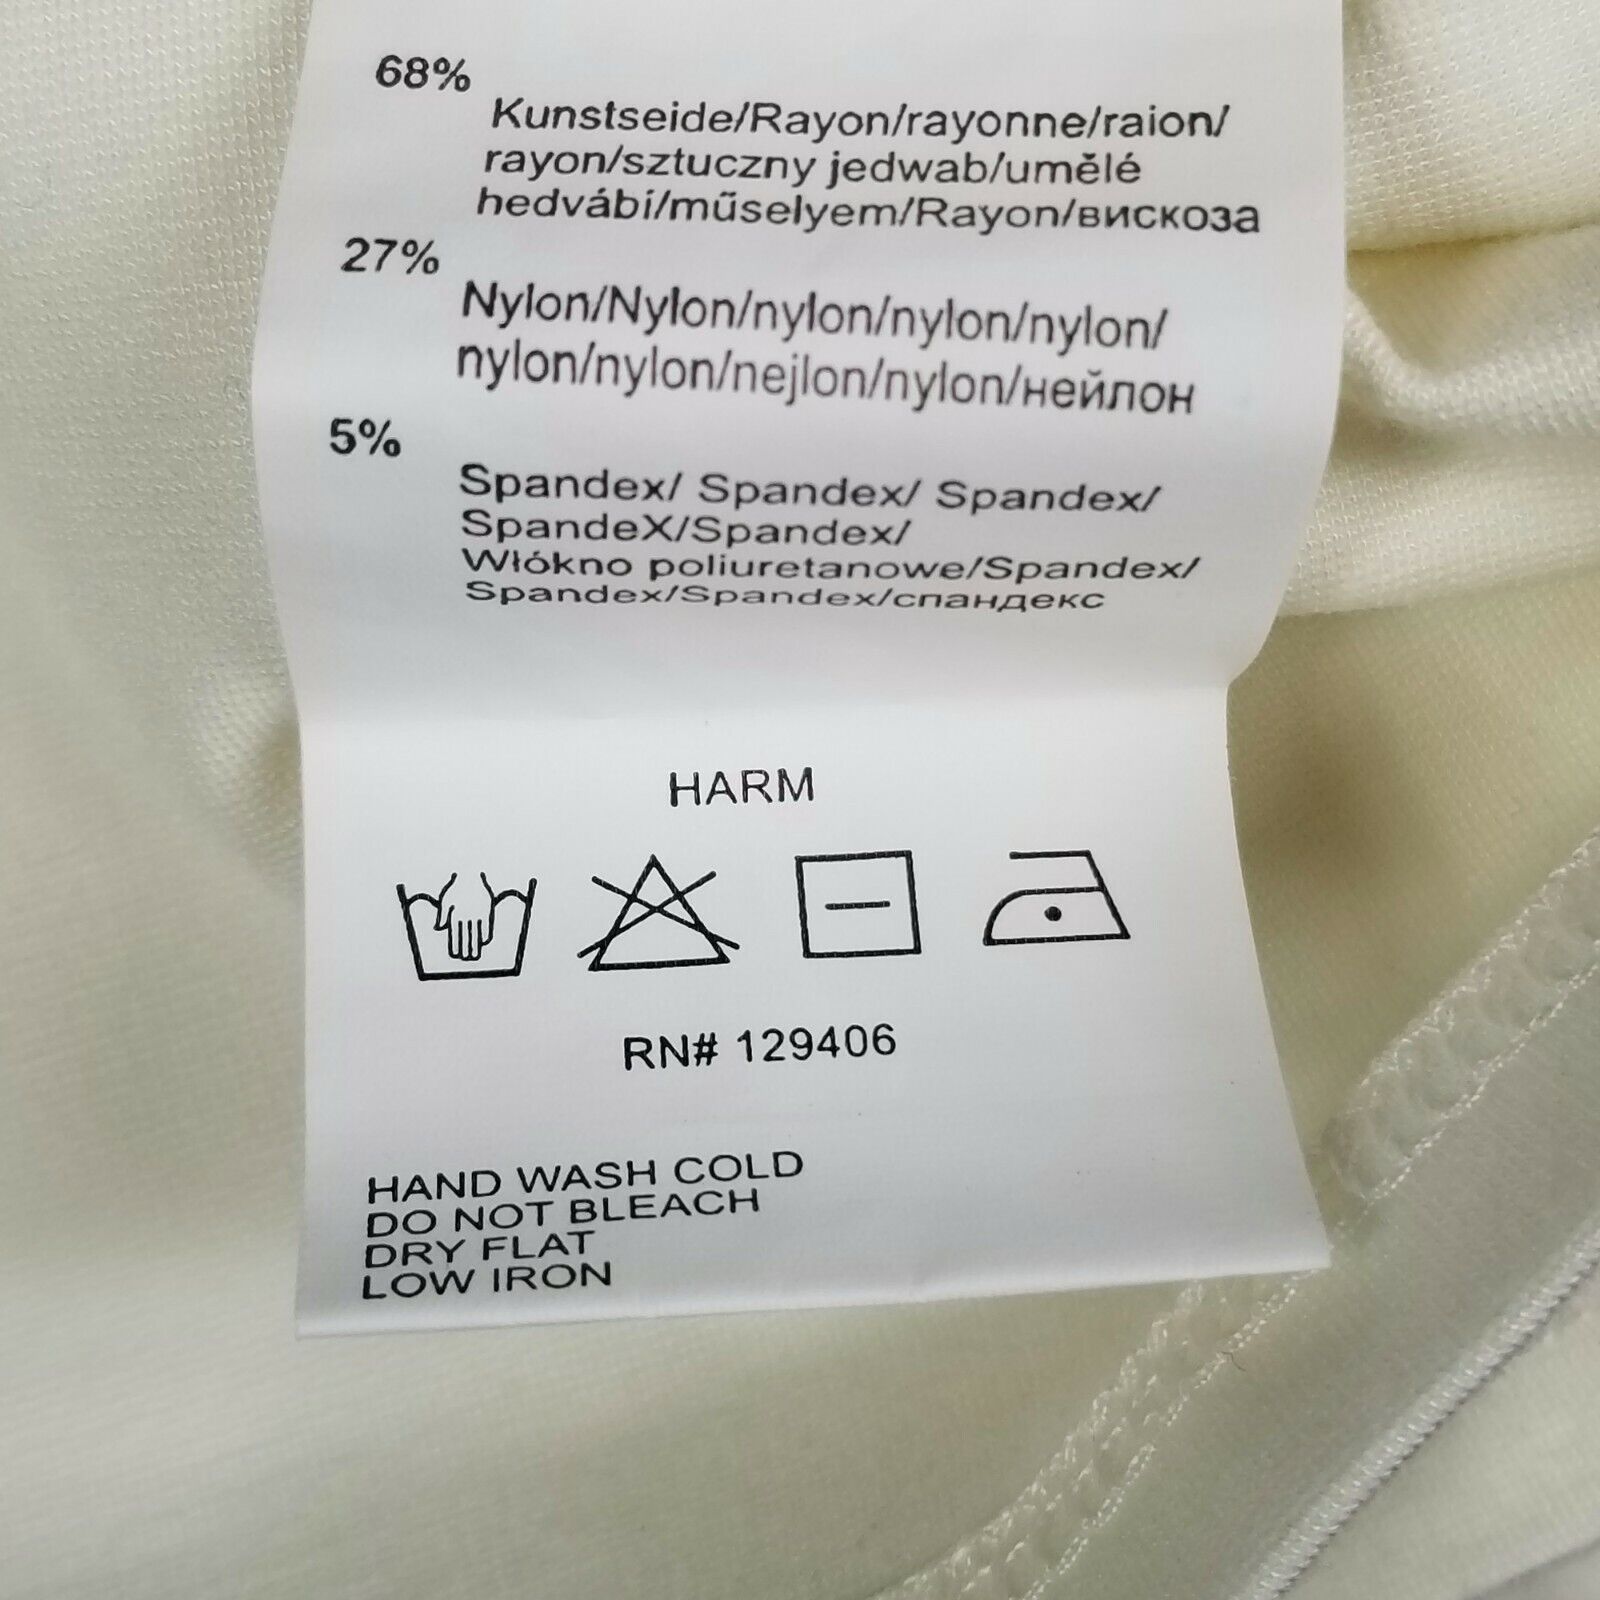 68%
Kunstseide/Rayon/rayonne/raion/
rayon/sztuczny jedwab/umělé
hedvábí/műselyem/Rayon/вискоза
27%
Nylon/Nylon/nylon/nylon/nylon/
nylon/nylon/nejlon/nylon/нейлон
5%
Spandex/ Spandex/ Spandex/
SpandeX/Spandex/
Włókno poliuretanowe/Spandex/
Spandex/Spandex/спандекс
HARM
RN# 129406
HAND WASH COLD
DO NOT BLEACH
DRY FLAT
LOW IRON